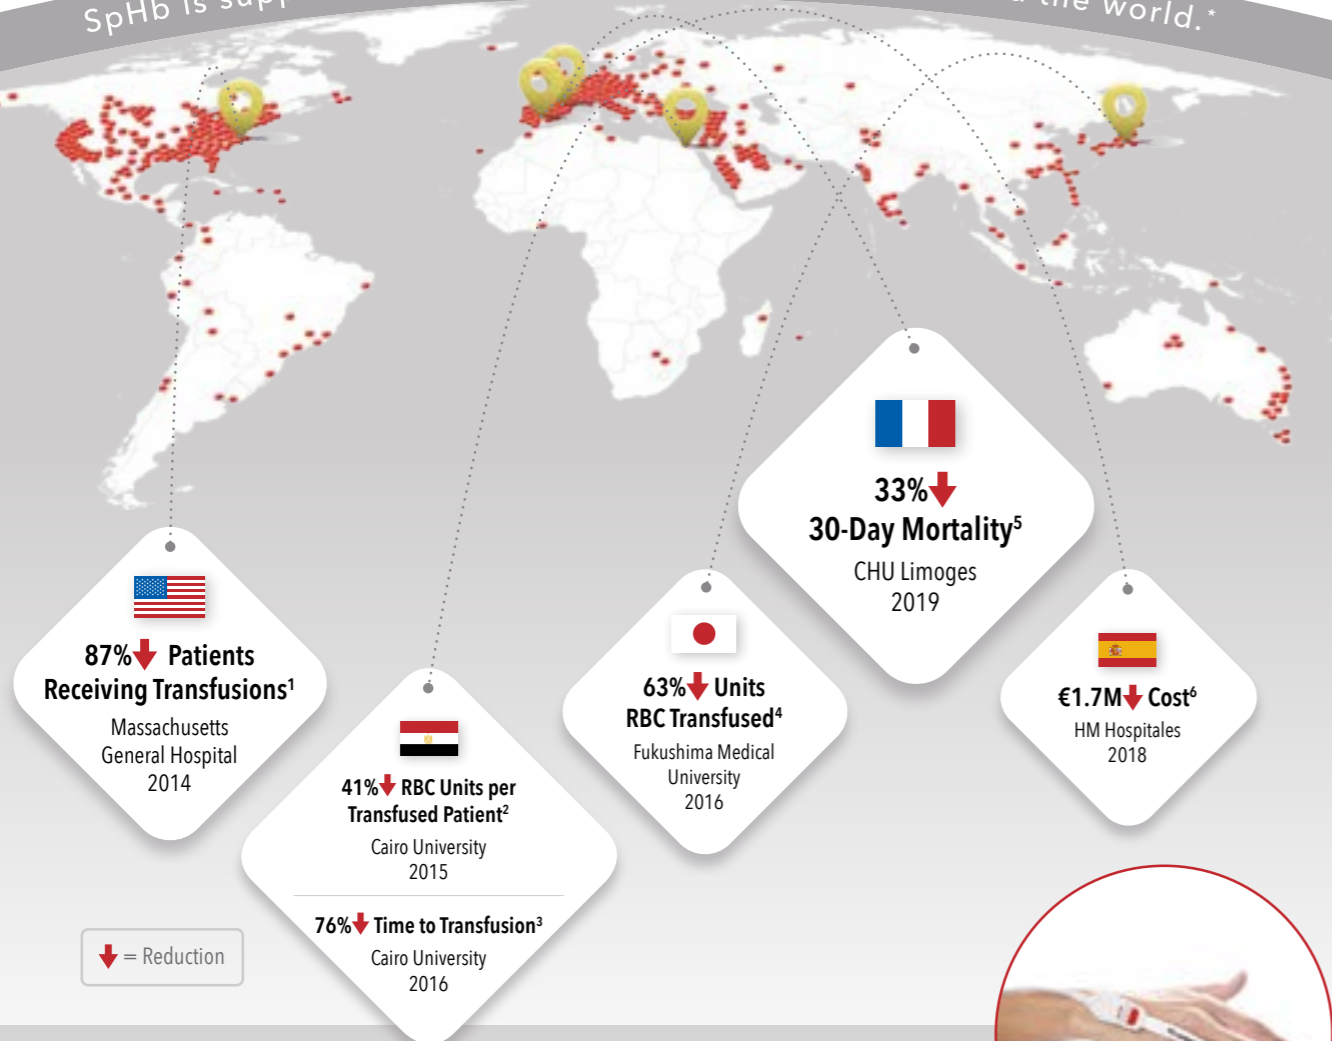 SpHb is supp
the world.*
33%
30-Day Mortality⁵
CHU Limoges
2019
87% Patients
Receiving Transfusions¹
Massachusetts
General Hospital
2014
63% Units
RBC Transfused⁴
Fukushima Medical
University
2016
€1.7M Cost⁶
HM Hospitales
2018
41% RBC Units per
Transfused Patient²
Cairo University
2015
76% Time to Transfusion³
Cairo University
2016
= Reduction